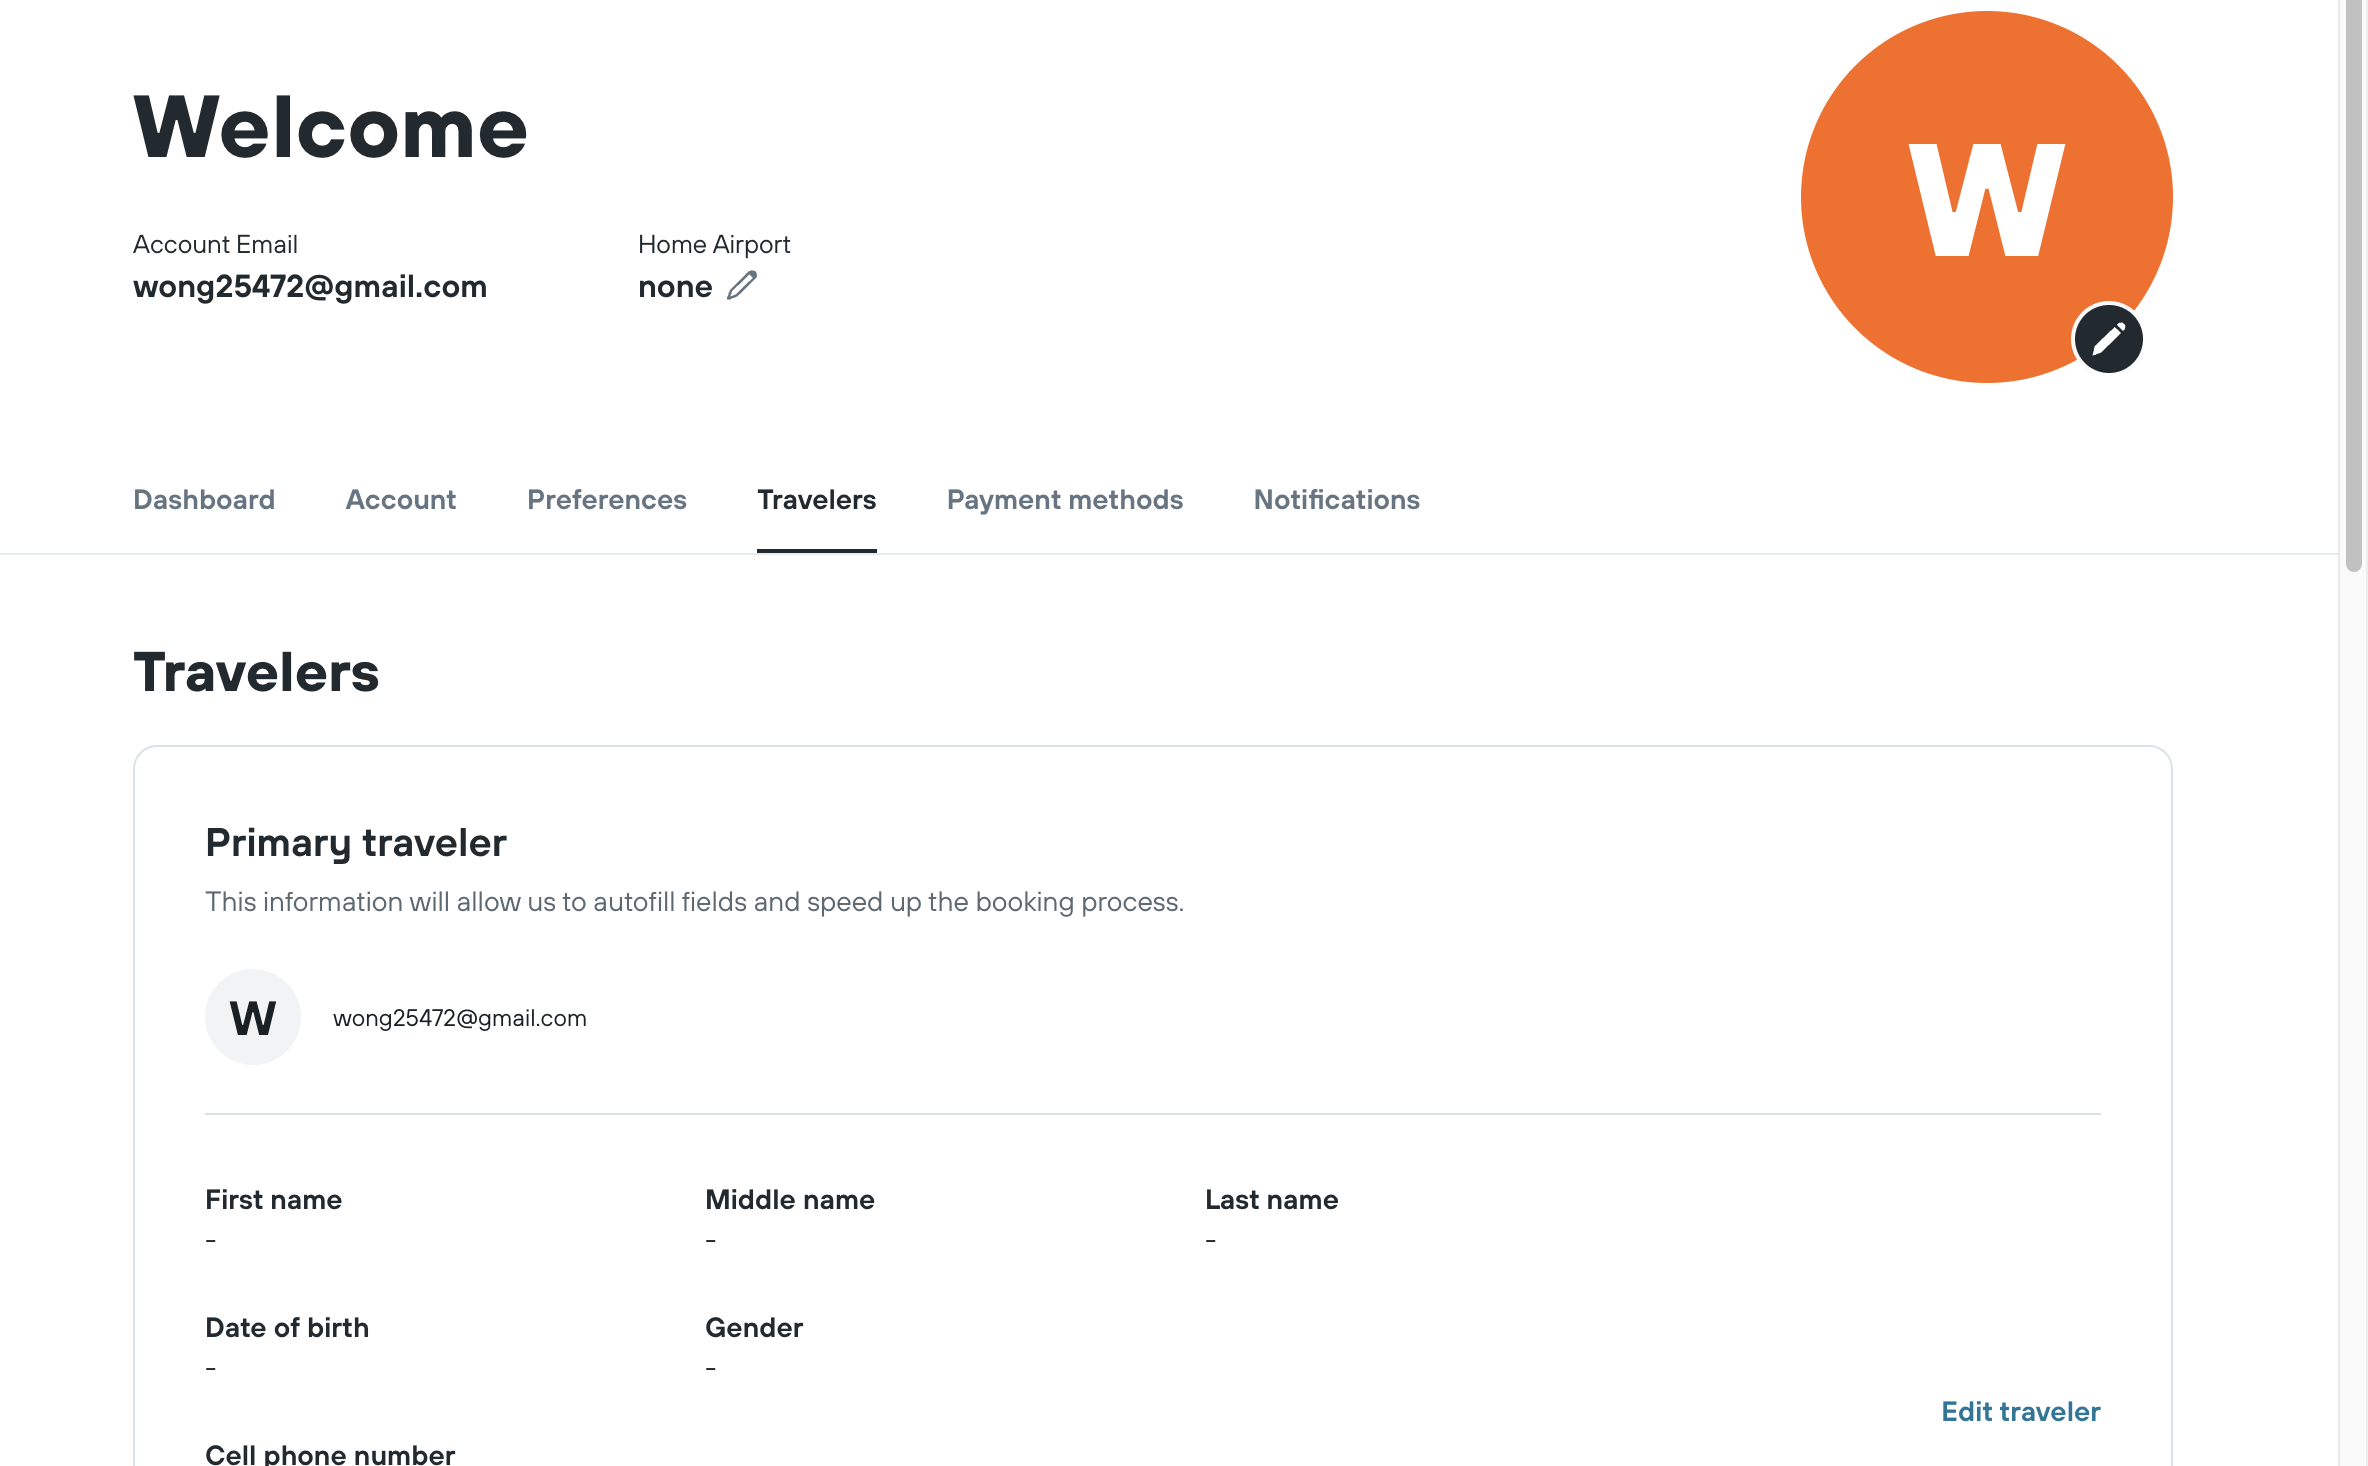 Welcome
W
Account Email
wong25472@gmail.com
Home Airport
none
Dashboard Account Preferences Travelers Payment methods Notifications
Travelers
Primary traveler
This information will allow us to autofill fields and speed up the booking process.
W
wong25472@gmail.com
First name
-
Middle name
-
Last name
-
Date of birth
-
Gender
-
Edit traveler
Cell phone number